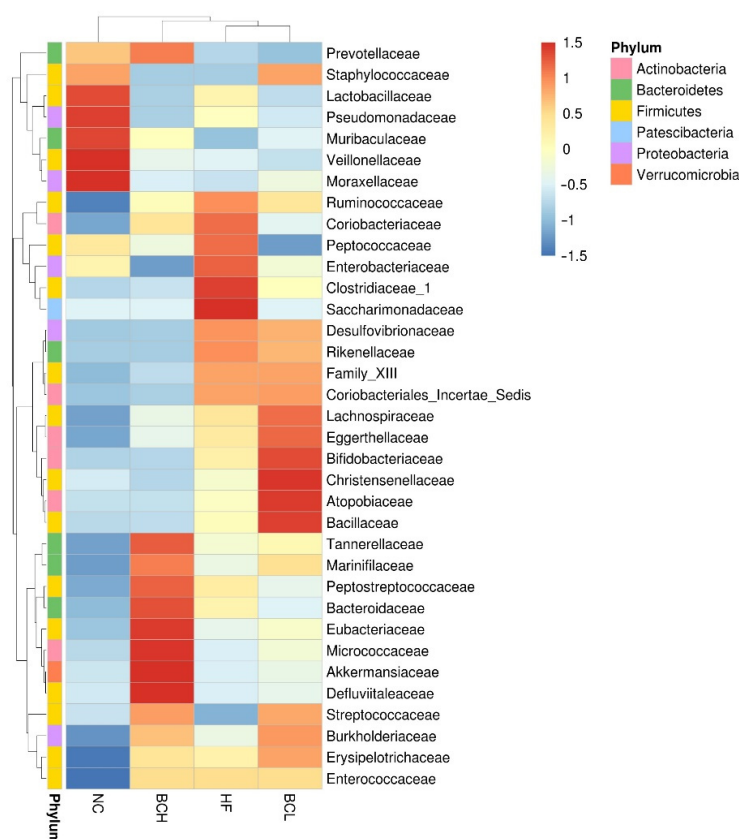 Prevotellaceae
Staphylococcaceae
Lactobacillaceae
Pseudomonadaceae
Muribaculaceae
Veillonellaceae
Moraxellaceae
Ruminococcaceae
Coriobacteriaceae
Peptococcaceae
Enterobacteriaceae
Clostridiaceae_1
Saccharimonadaceae
Desulfovibrionaceae
Rikenellaceae
Family_XIII
Coriobacteriales_Incertae_Sedis
Lachnospiraceae
Eggerthellaceae
Bifidobacteriaceae
Christensenellaceae
Atopobiaceae
Bacillaceae
Tannerellaceae
Marinifilaceae
Peptostreptococcaceae
Bacteroidaceae
Eubacteriaceae
Micrococcaceae
Akkermansiaceae
Defluviitaleaceae
Streptococcaceae
Burkholderiaceae
Erysipelotrichaceae
Enterococcaceae
Phylum
NC
BCH
HF
BCL
1.5
1
0.5
0
−0.5
−1
−1.5
Phylum
Actinobacteria
Bacteroidetes
Firmicutes
Patescibacteria
Proteobacteria
Verrucomicrobia